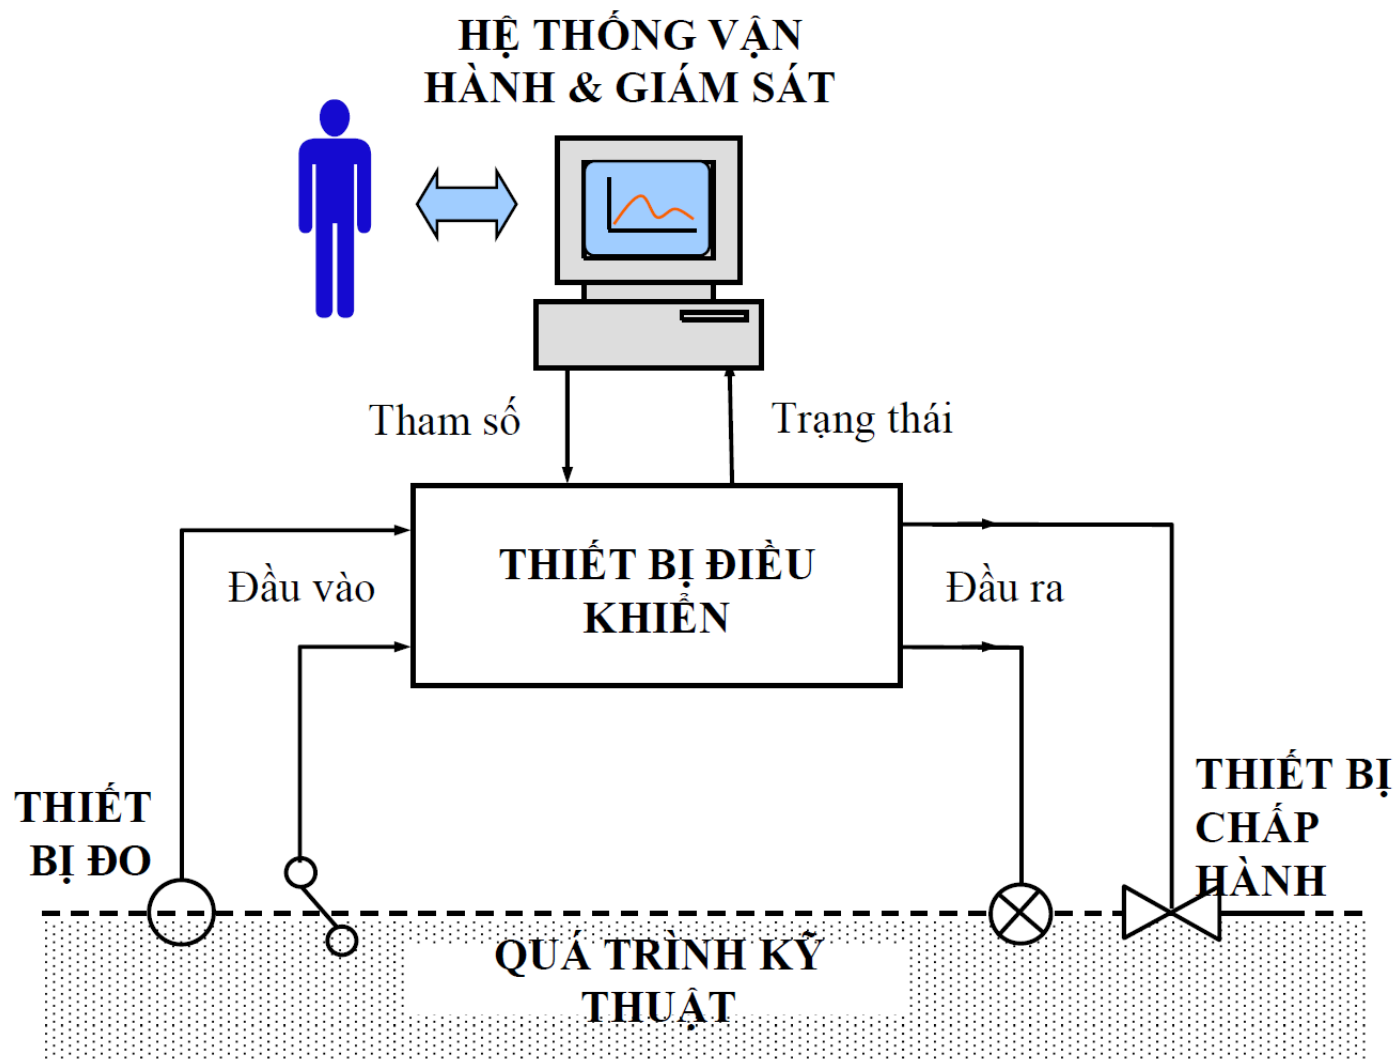 HỆ THỐNG VẬN
HÀNH & GIÁM SÁT
Tham số
Trạng thái
THIẾT BỊ ĐIỀU
KHIỂN
Đầu vào
Đầu ra
THIẾT
BỊ ĐO
THIẾT BỊ
CHẤP
HÀNH
QUÁ TRÌNH KỸ
THUẬT